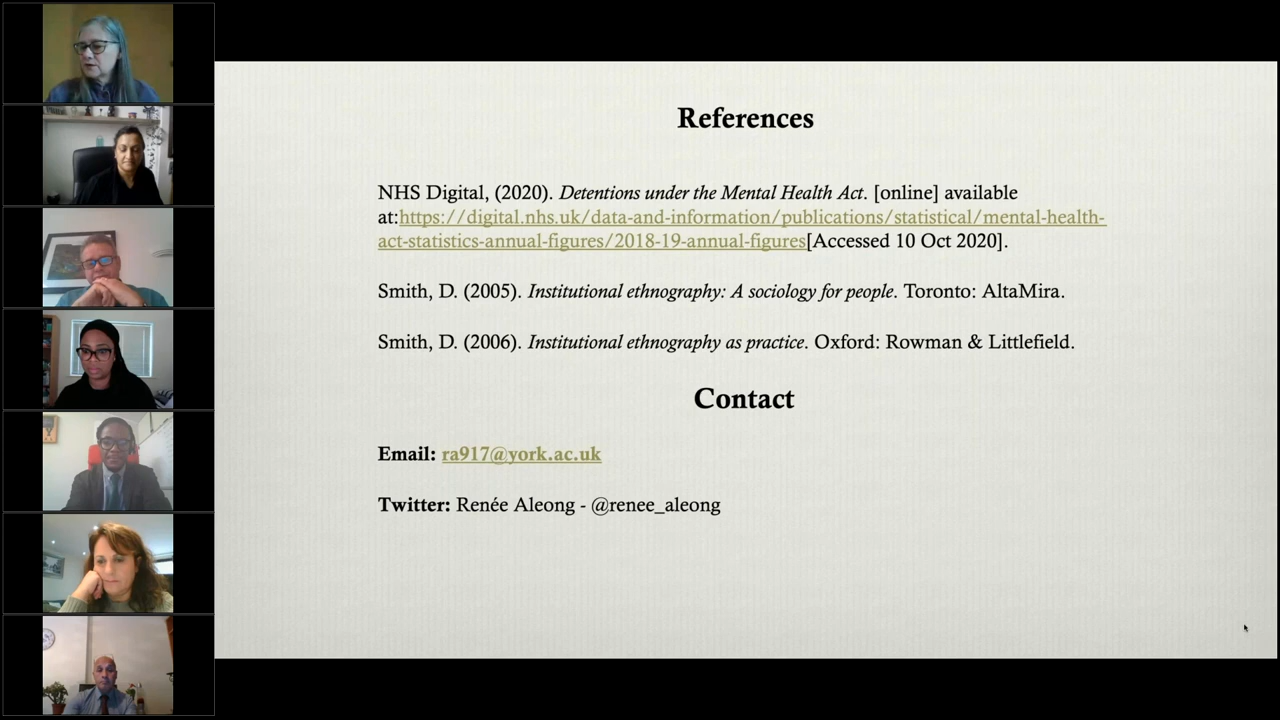 References
NHS Digital, (2020). Detentions under the Mental Health Act. [online] available
at:https://digital.nhs.uk/data-and-information/publications/statistical/mental-health-
act-statistics-annual-figures/2018-19-annual-figures[Accessed 10 Oct 2020].
Smith, D. (2005). Institutional ethnography: A sociology for people. Toronto: AltaMira.
Smith, D. (2006). Institutional ethnography as practice. Oxford: Rowman & Littlefield.
Contact
Email: ra917@york.ac.uk
Twitter: Renée Aleong - @renee_aleong